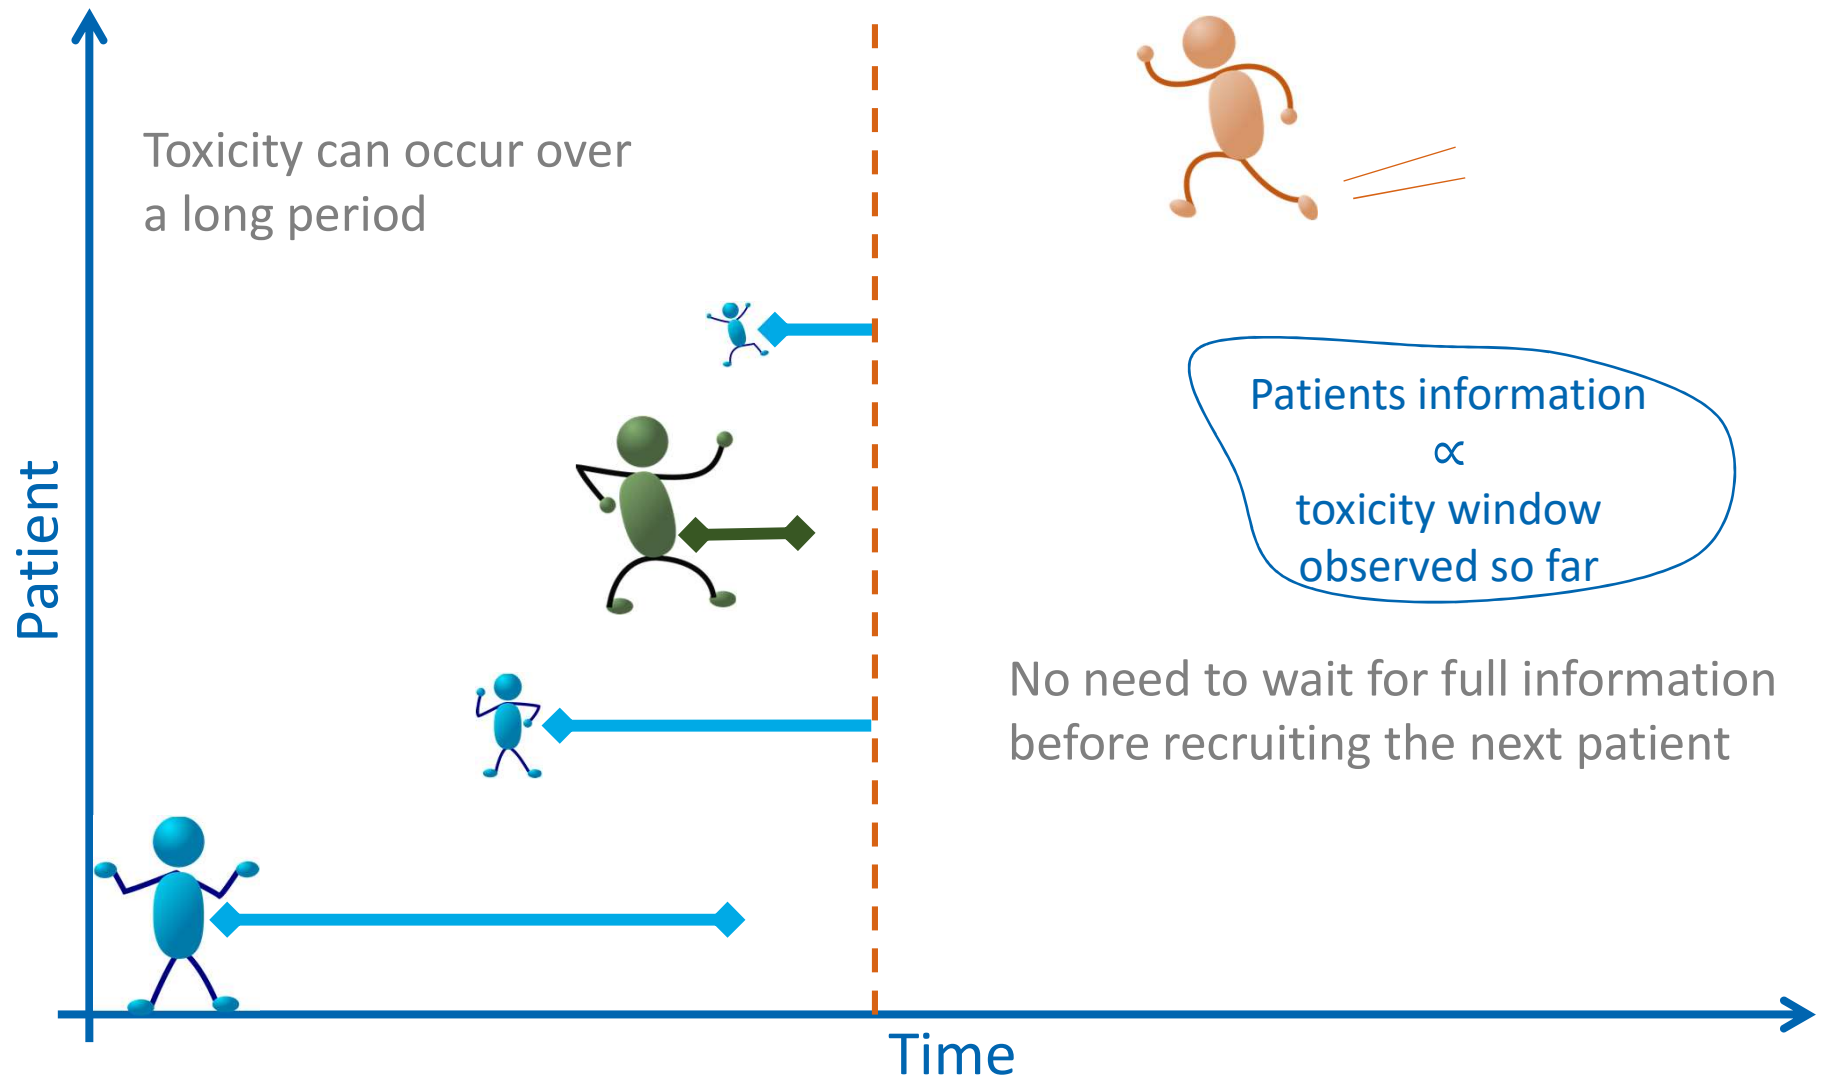 Toxicity can occur over
a long period
Patients information
∝
toxicity window
observed so far
No need to wait for full information
before recruiting the next patient
Patient
Time